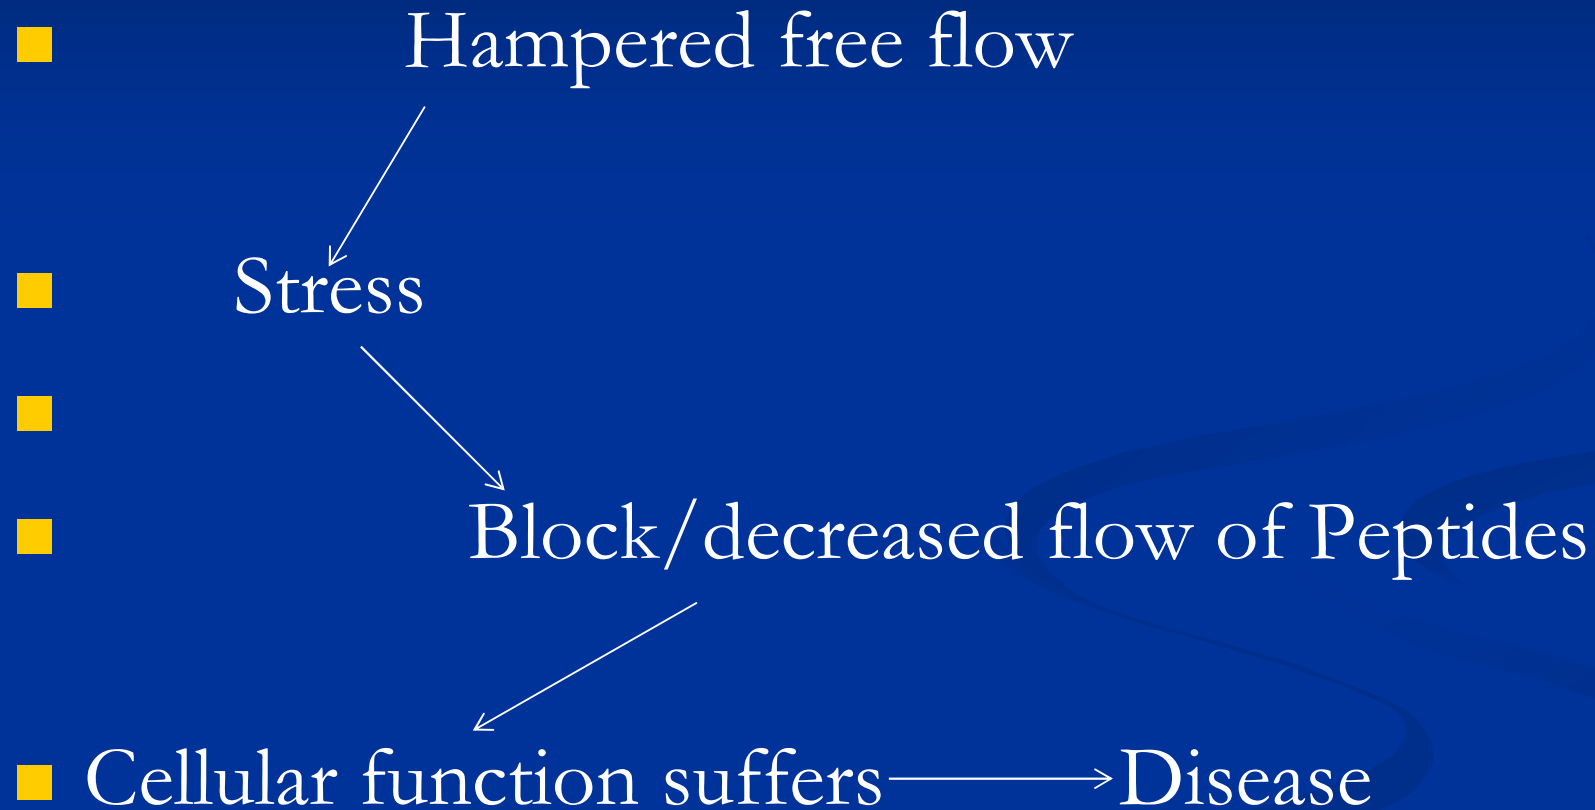 Hampered free flow
Stress
Block/decreased flow of Peptides
Cellular function suffers Disease